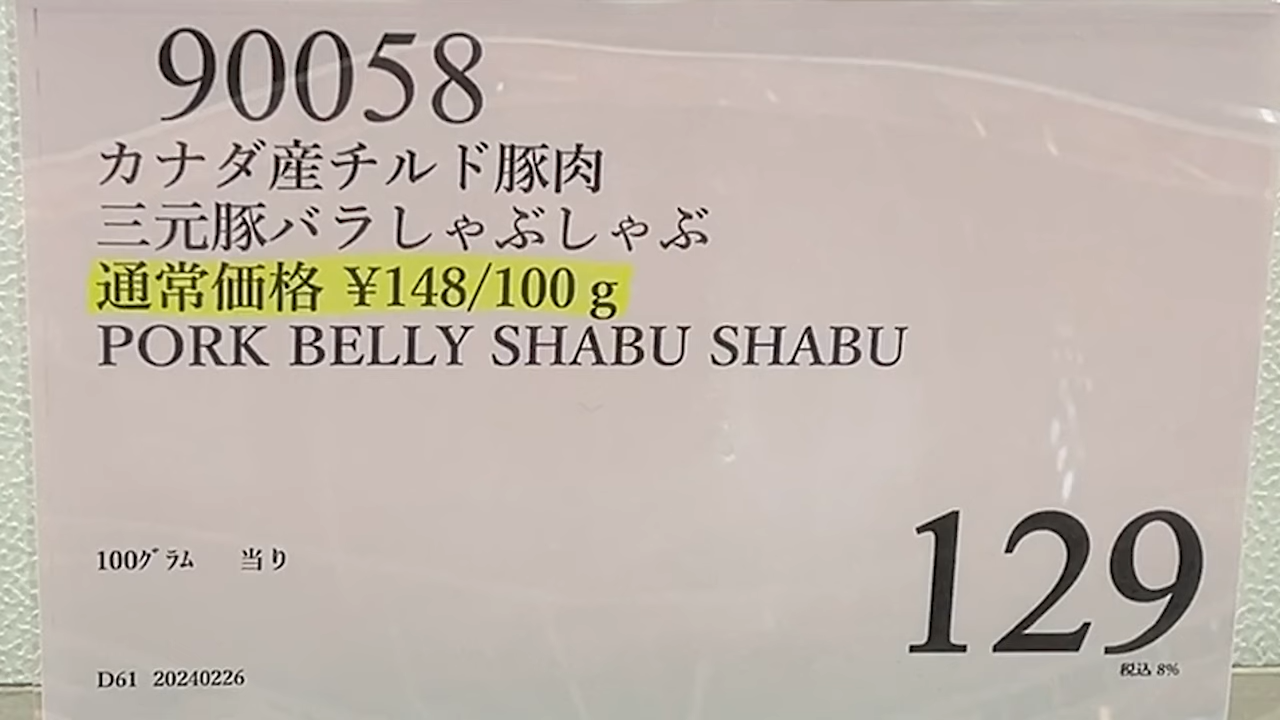 90058
カナダ産チルド豚肉
三元豚バラしゃぶしゃぶ
通常価格 ¥148/100g
PORK BELLY SHABU SHABU
100グラム 当り
129
税込 8%
D61 20240226